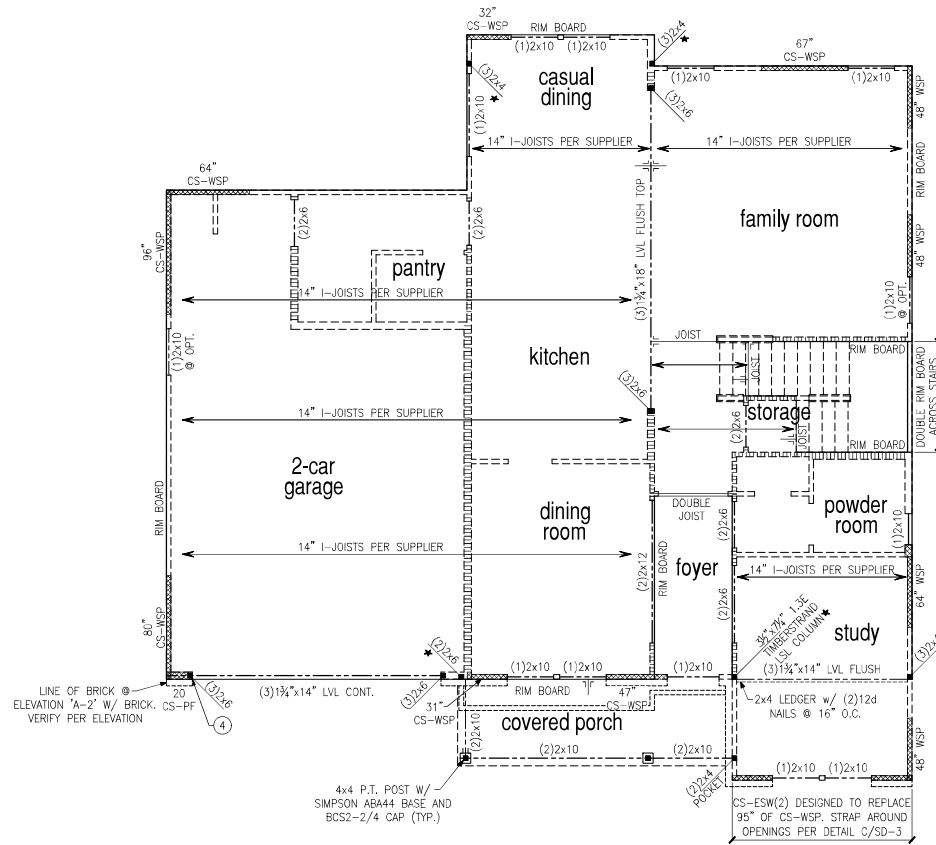 32"
CS-WSP
RIM BOARD
(3)2x4
(1)2x10
(1)2x10
67"
CS-WSP
(1)2x10
(1)2x10
casual
dining
(3)2x4
(3)2x6
48" WSP
(1)2x10
14" I-JOISTS PER SUPPLIER
14" I-JOISTS PER SUPPLIER
RIM BOARD
64"
CS-WSP
(2)2x6
(2)2x6
(3)1¾"x18" LVL FLUSH TOP
family room
96"
CS-WSP
48" WSP
pantry
14" I-JOISTS PER SUPPLIER
(1)2x10
@ OPT.
(1)2x10
@ OPT.
JOIST
RIM BOARD
kitchen
JOIST
DOUBLE RIM BOARD
ACROSS STAIRS
(3)2x6
storage
14" I-JOISTS PER SUPPLIER
(2)2x6
JOIST
RIM BOARD
2-car
garage
RIM BOARD
dining
room
DOUBLE
JOIST
(2)2x6
powder
room
(1)2x10
14" I-JOISTS PER SUPPLIER
(2)2x12
RIM BOARD
foyer
14" I-JOISTS PER SUPPLIER
(2)2x6
64" WSP
80"
CS-WSP
3½"x7¼" 1.3E
TIMBERSTRAND
LSL COLUMN
study
(2)2x6
(1)2x10
(1)2x10
(1)2x10
(3)1¾"x14" LVL FLUSH
(3)2x
LINE OF BRICK @
ELEVATION 'A-2' W/ BRICK.
VERIFY PER ELEVATION
20
CS-PF
(3)2x6
(3)1¾"x14" LVL CONT.
(3)2x6
31"
CS-WSP
RIM BOARD
47"
CS-WSP
2x4 LEDGER w/ (2)12d
NAILS @ 16" O.C.
4
covered porch
(2)2x10
(2)2x10
(2)2x10
48" WSP
(1)2x10
(1)2x10
(2)2x4
POCKET
4x4 P.T. POST W/
SIMPSON ABA44 BASE AND
BCS2-2/4 CAP (TYP.)
CS-ESW(2) DESIGNED TO REPLACE
95" OF CS-WSP. STRAP AROUND
OPENINGS PER DETAIL C/SD-3